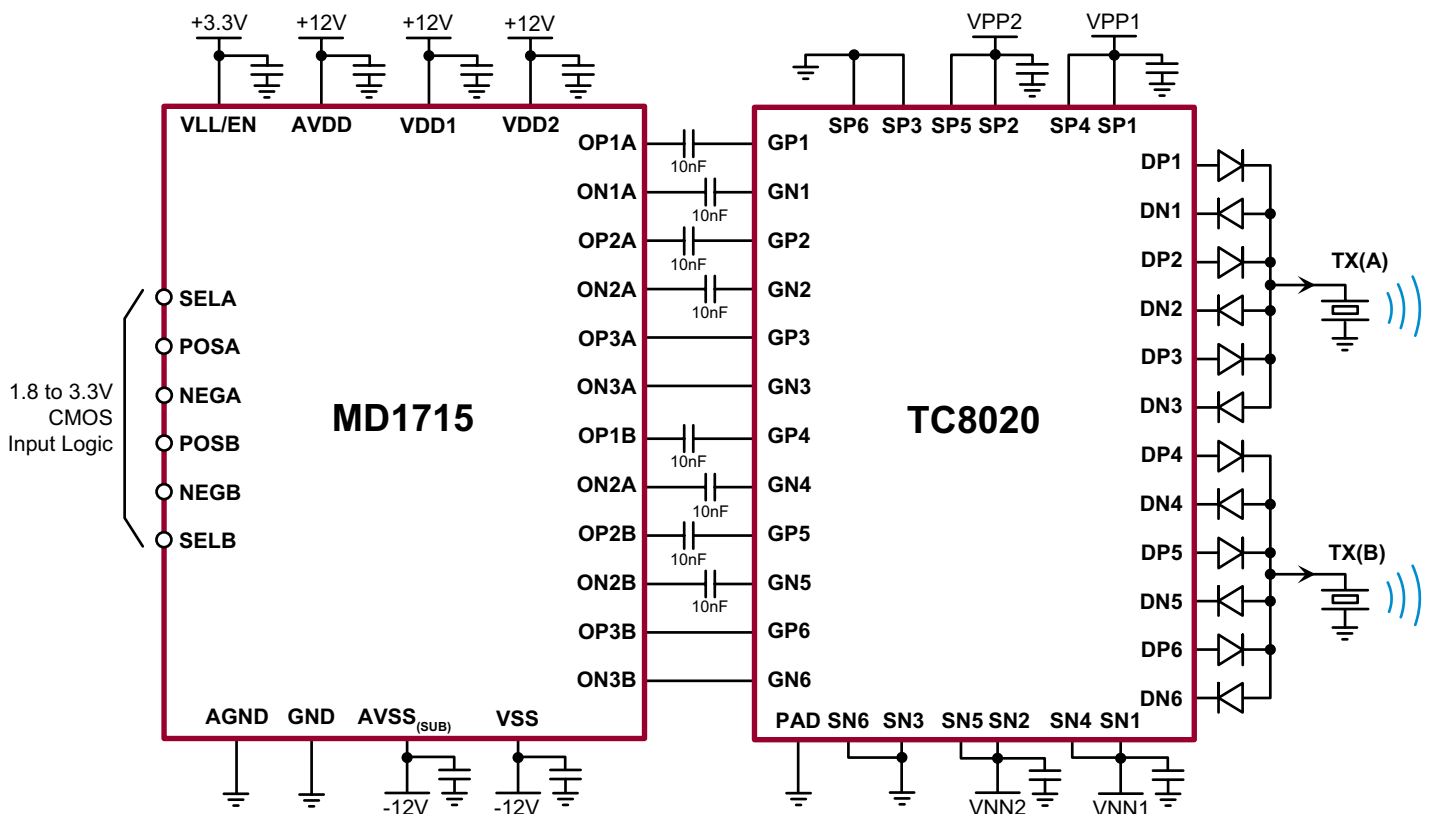 +3.3V
+12V
+12V
+12V
VPP2
VPP1
VLL/EN
AVDD
VDD1
VDD2
SP6
SP3
SP5
SP2
SP4
SP1
OP1A
10nF
GP1
DP1
ON1A
10nF
GN1
DN1
OP2A
10nF
GP2
DP2
TX(A)
ON2A
10nF
GN2
DN2
OP3A
GP3
DP3
ON3A
GN3
DN3
OP1B
10nF
GP4
DP4
ON2A
10nF
GN4
DN4
OP2B
10nF
GP5
DP5
TX(B)
ON2B
10nF
GN5
DN5
OP3B
GP6
DP6
ON3B
GN6
DN6
SELA
POSA
NEGA
POSB
NEGB
SELB
1.8 to 3.3V
CMOS
Input Logic
MD1715
TC8020
AGND
GND
AVSS(SUB)
VSS
PAD
SN6
SN3
SN5
SN2
SN4
SN1
-12V
-12V
VNN2
VNN1